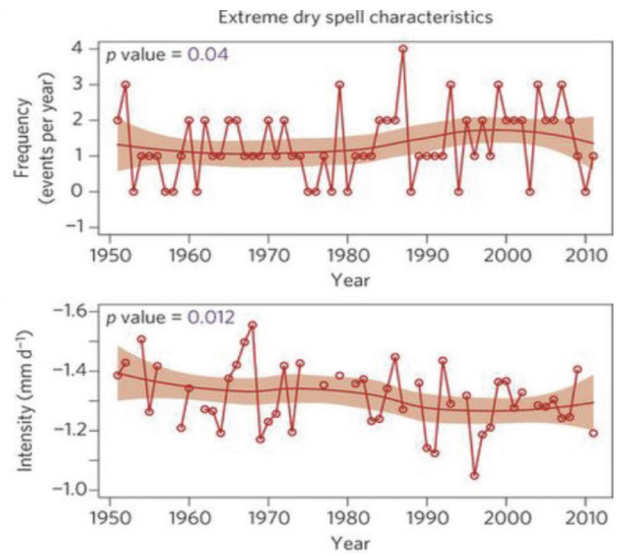 Extreme dry spell characteristics
p value = 0.04
Frequency
(events per year)
4
3
2
1
0
−1
1950 1960 1970 1980 1990 2000 2010
Year
p value = 0.012
Intensity (mm d⁻¹)
−1.6
−1.4
−1.2
−1.0
1950 1960 1970 1980 1990 2000 2010
Year